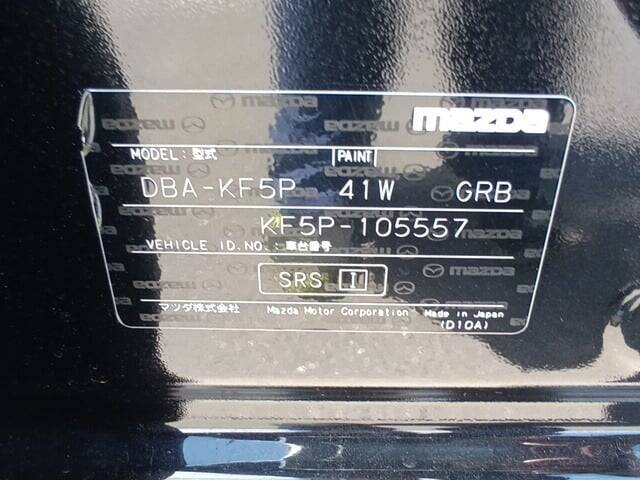 mazda
MODEL: 型式 PAINT
DBA-KF5P 41W GRB
KF5P-105557
VEHICLE ID.NO.: 車台番号
SRS I
マツダ株式会社 Mazda Motor Corporation Made in Japan
(D10A)